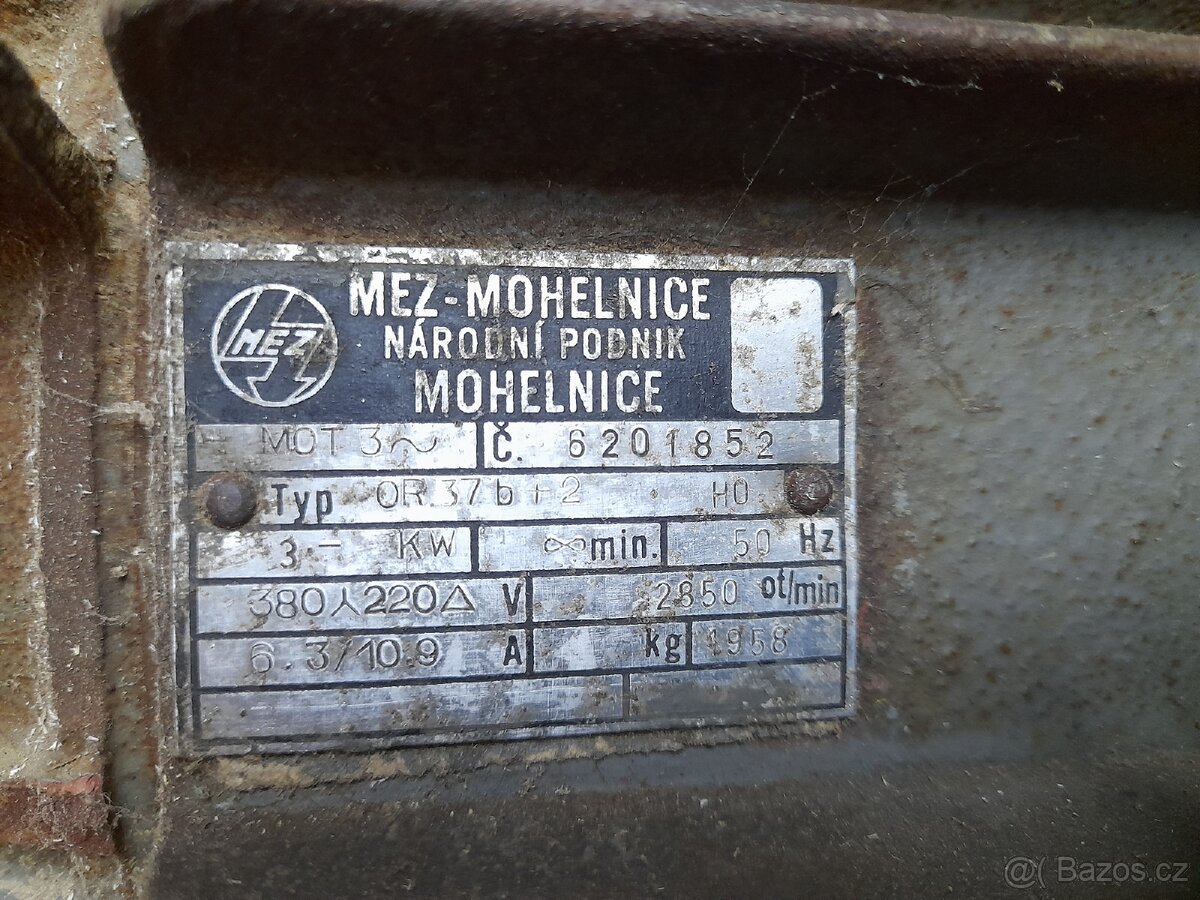 MEZ
MEZ-MOHELNICE
NÁRODNÍ PODNIK
MOHELNICE
MOT 3~ Č. 6201852
Typ OR 37 b - 2 HO
3 - KW ∞ min. 50 Hz
380⅄220△ V 2850 ot/min
6.3/10.9 A kg 1958
@( Bazos.cz